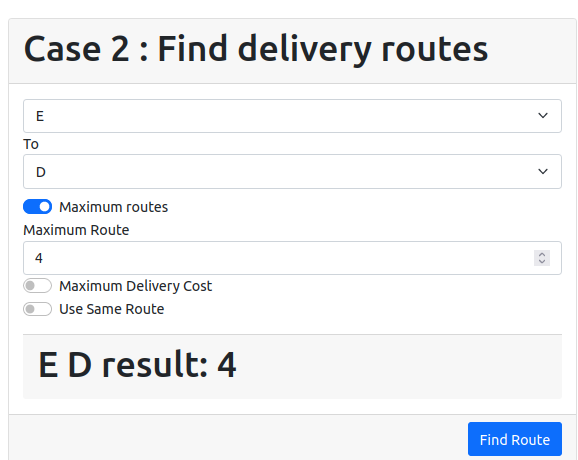 Case 2 : Find delivery routes
E
To
D
Maximum routes
Maximum Route
4
Maximum Delivery Cost
Use Same Route
E D result: 4
Find Route